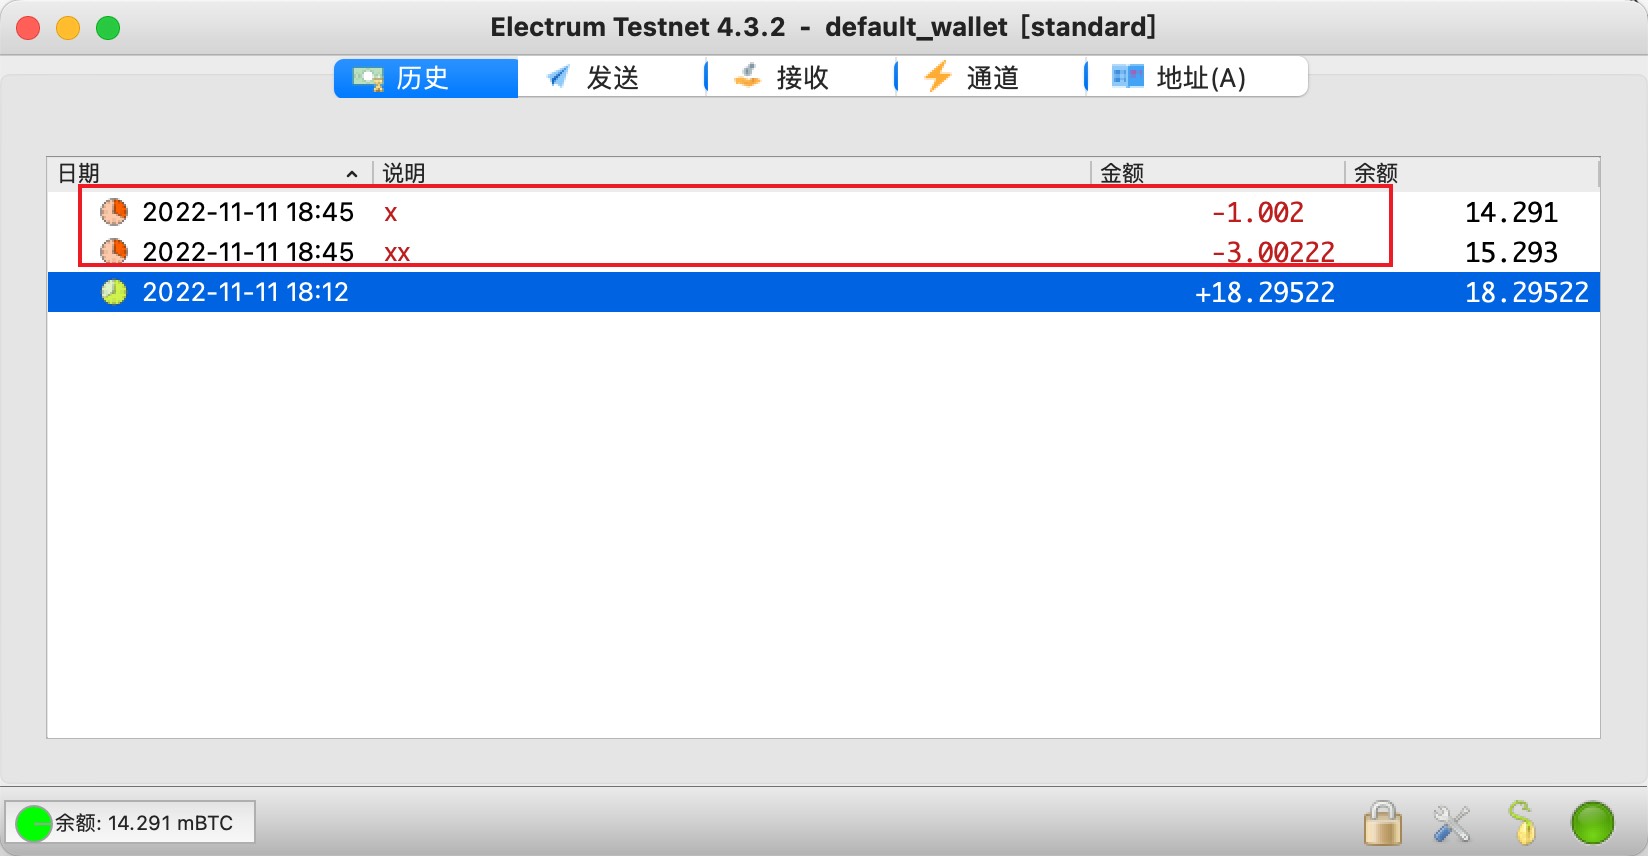 Electrum Testnet 4.3.2 - default_wallet [standard]
历史 发送 接收 通道 地址(A)
日期 说明 金额 余额
2022-11-11 18:45 x -1.002 14.291
2022-11-11 18:45 xx -3.00222 15.293
2022-11-11 18:12 +18.29522 18.29522
余额: 14.291 mBTC